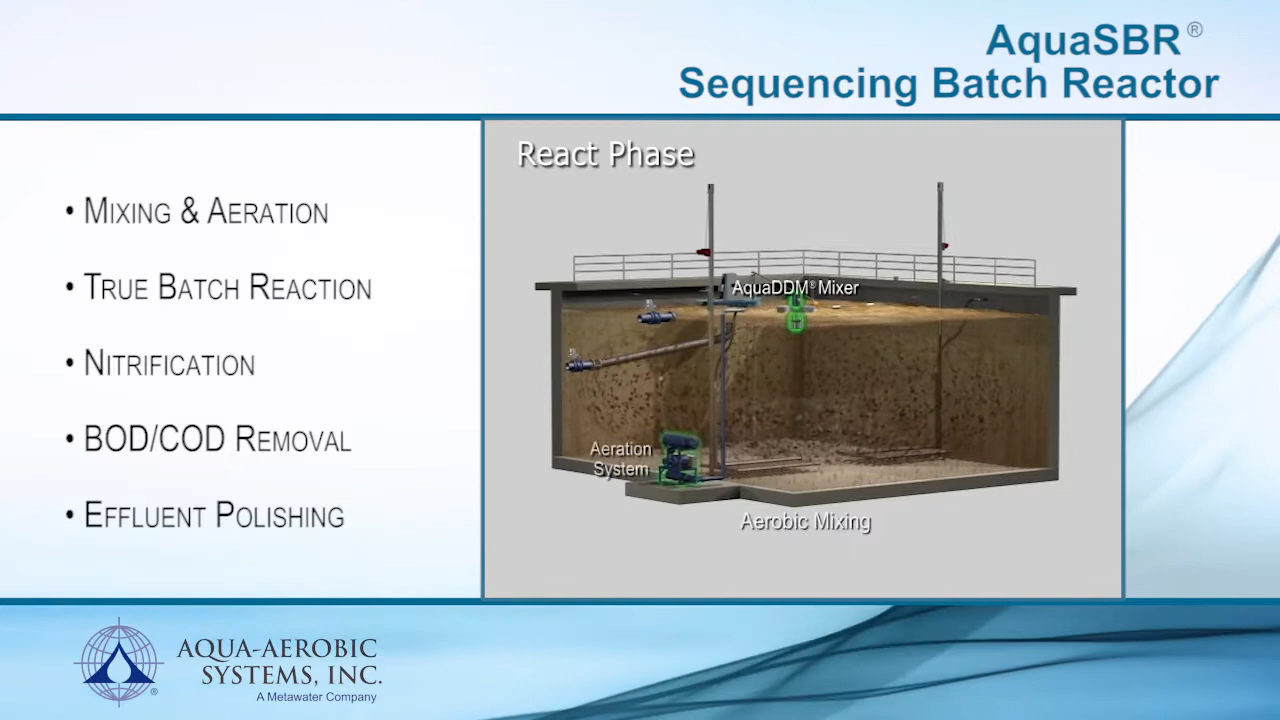 AquaSBR®
Sequencing Batch Reactor
React Phase
• Mixing & Aeration
• True Batch Reaction
• Nitrification
• BOD/COD Removal
• Effluent Polishing
AquaDDM® Mixer
Aeration
System
Aerobic Mixing
AQUA-AEROBIC
SYSTEMS, INC.
®
A Metawater Company